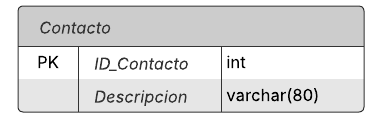 Contacto
PK ID_Contacto int
Descripcion varchar(80)